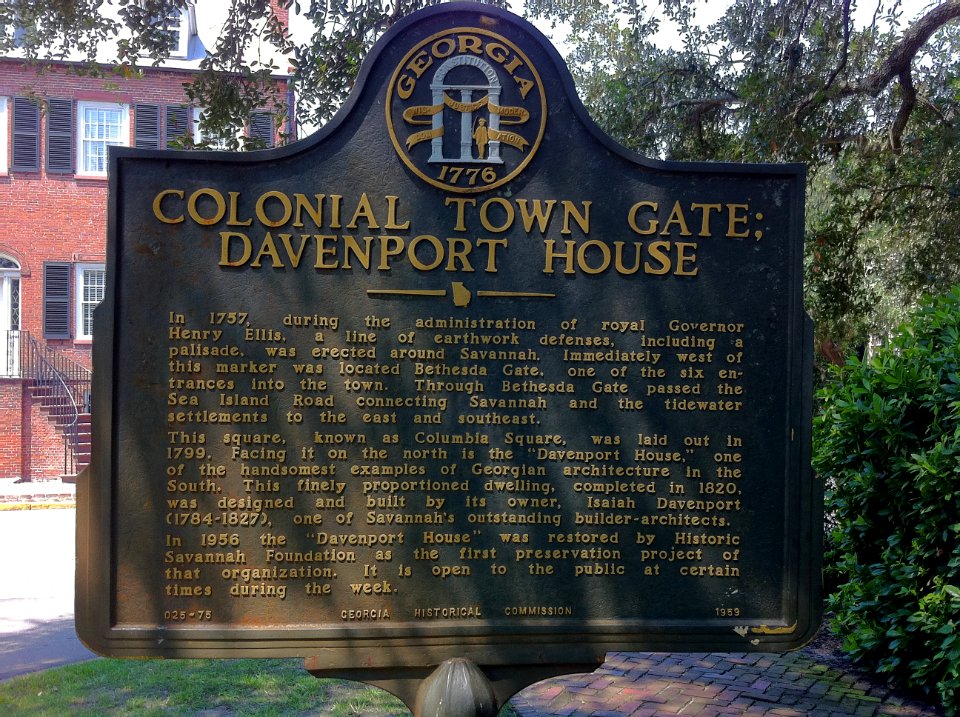 GEORGIA
CONSTITUTION
WISDOM JUSTICE MODERATION
1776
COLONIAL TOWN GATE;
DAVENPORT HOUSE
In 1757, during the administration of royal Governor
Henry Ellis, a line of earthwork defenses, including a
palisade, was erected around Savannah. Immediately west of
this marker was located Bethesda Gate, one of the six en-
trances into the town. Through Bethesda Gate passed the
Sea Island Road connecting Savannah and the tidewater
settlements to the east and southeast.
This square, known as Columbia Square, was laid out in
1799. Facing it on the north is the "Davenport House," one
of the handsomest examples of Georgian architecture in the
South. This finely proportioned dwelling, completed in 1820,
was designed and built by its owner, Isaiah Davenport
(1784-1827), one of Savannah's outstanding builder-architects.
In 1956 the "Davenport House" was restored by Historic
Savannah Foundation as the first preservation project of
that organization. It is open to the public at certain
times during the week.
025-75 GEORGIA HISTORICAL COMMISSION 1959